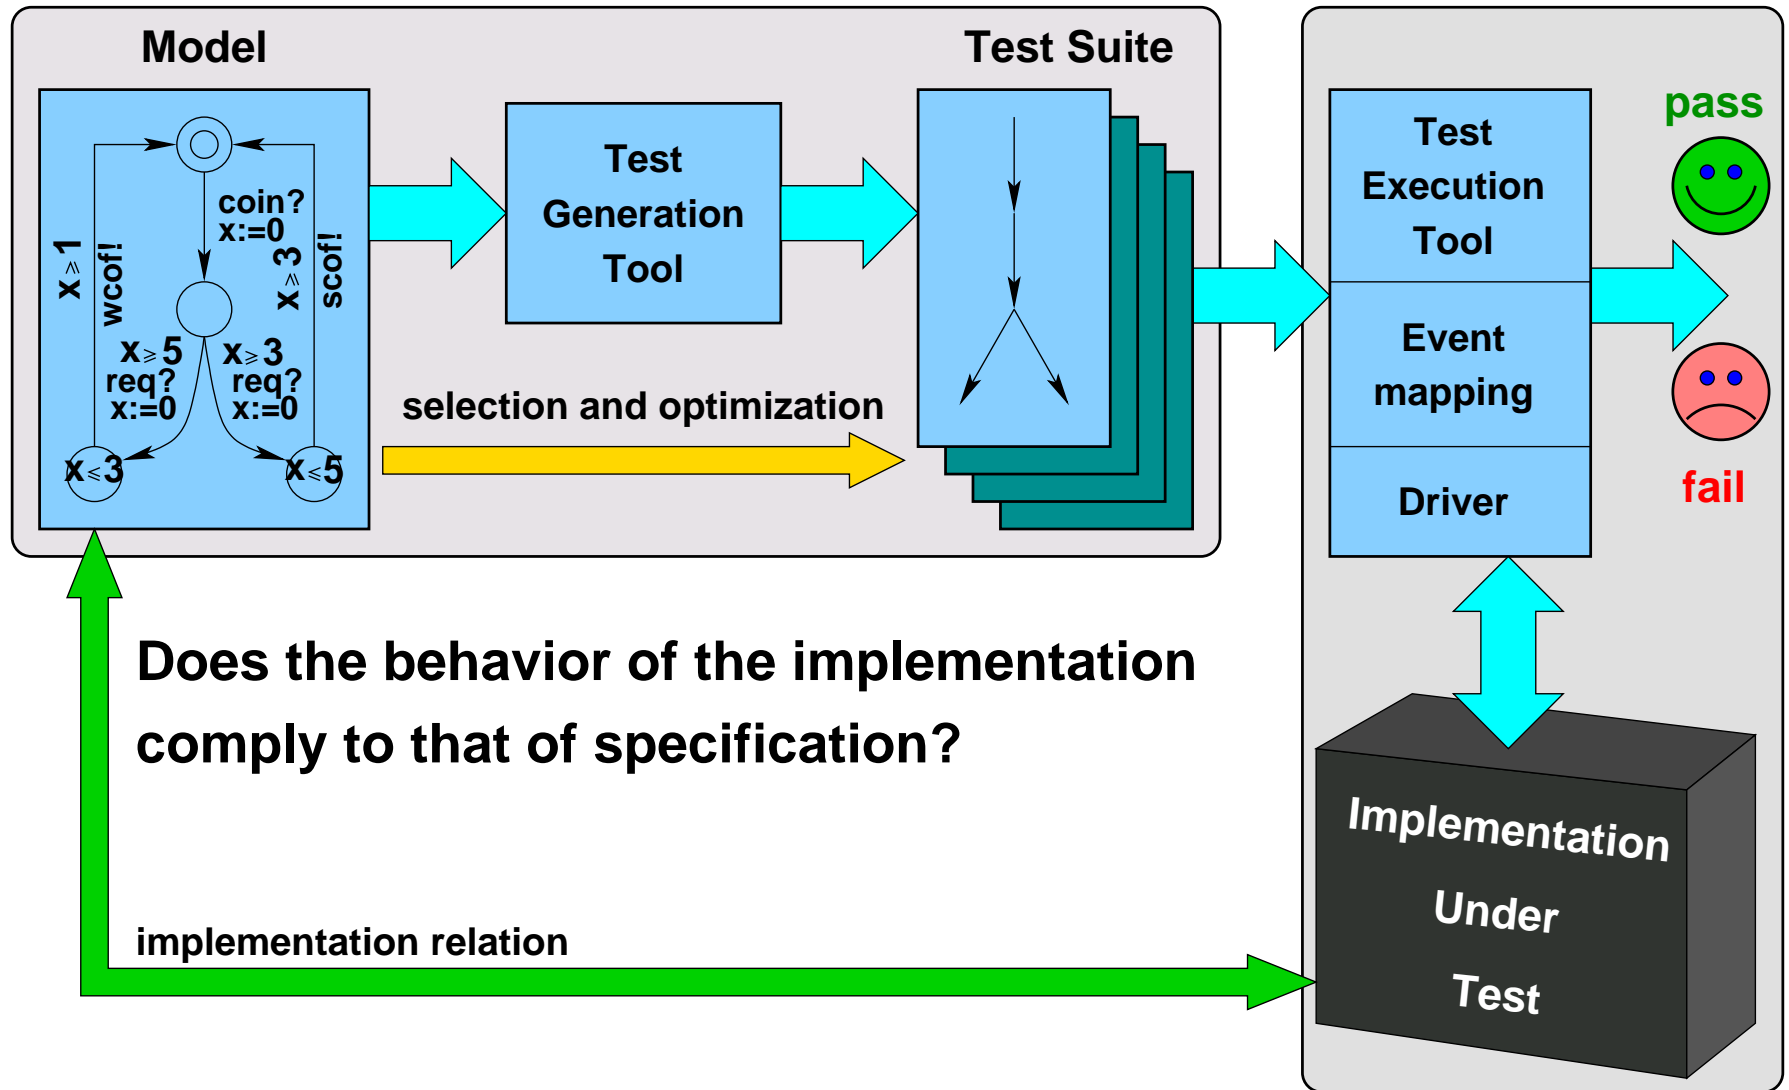 Model
Test Suite
coin?
x:=0
x≥1
wcof!
x≥3
scof!
x≥5
req?
x:=0
x≥3
req?
x:=0
x≤3
x≤5
Test
Generation
Tool
selection and optimization
Test
Execution
Tool
Event
mapping
Driver
pass
fail
Does the behavior of the implementation
comply to that of specification?
implementation relation
Implementation
Under
Test